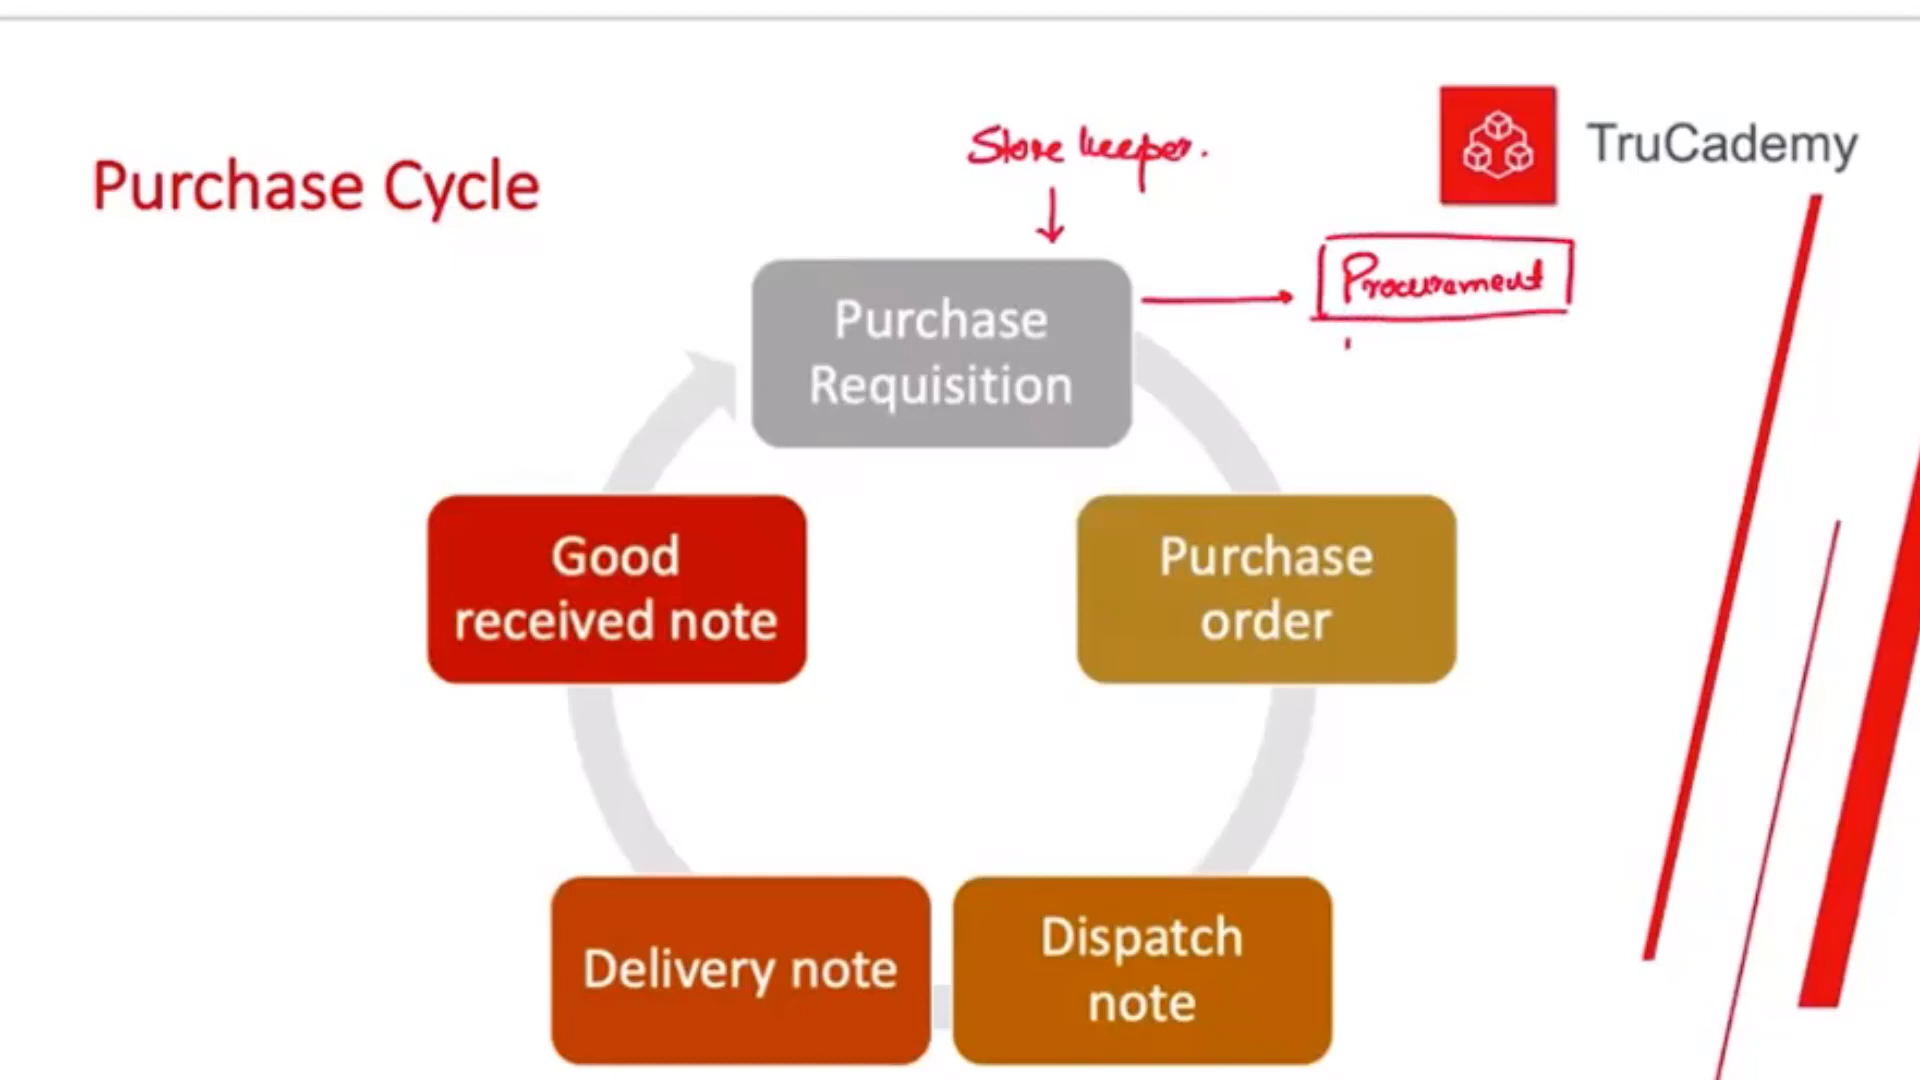 Store keeper.
TruCademy
Purchase Cycle
Procurement
Purchase
Requisition
Good
received note
Purchase
order
Delivery note
Dispatch
note